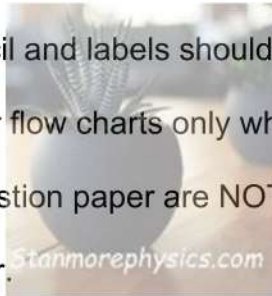 il and labels should
flow charts only wh
stion paper are NOT
r. Stanmorephysics.com